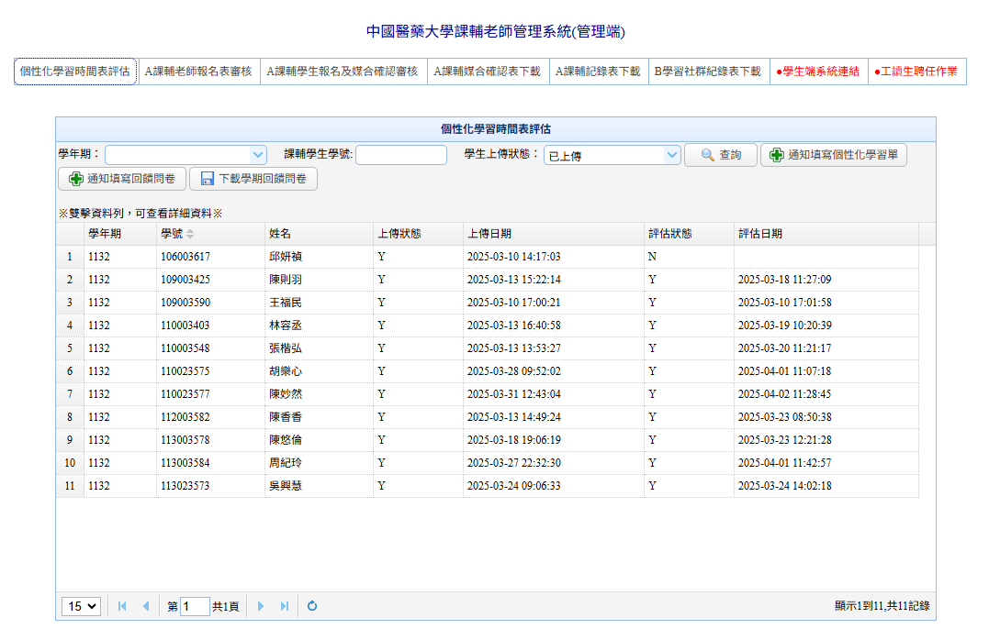 中國醫藥大學課輔老師管理系統(管理端)
個性化學習時間表評估 A課輔老師報名表審核 A課輔學生報名及媒合確認審核 A課輔媒合確認表下載 A課輔記錄表下載 B學習社群紀錄表下載 ●學生端系統連結 ●工讀生聘任作業
個性化學習時間表評估
學年期： 課輔學生學號: 學生上傳狀態： 已上傳 查詢 通知填寫個性化學習單
通知填寫回饋問卷 下載學期回饋問卷
※雙擊資料列，可查看詳細資料※
學年期 學號 姓名 上傳狀態 上傳日期 評估狀態 評估日期
1 1132 106003617 邱妍禎 Y 2025-03-10 14:17:03 N
2 1132 109003425 陳則羽 Y 2025-03-13 15:22:14 Y 2025-03-18 11:27:09
3 1132 109003590 王福民 Y 2025-03-10 17:00:21 Y 2025-03-10 17:01:58
4 1132 110003403 林容丞 Y 2025-03-13 16:40:58 Y 2025-03-19 10:20:39
5 1132 110003548 張楷弘 Y 2025-03-13 13:53:27 Y 2025-03-20 11:21:17
6 1132 110023575 胡樂心 Y 2025-03-28 09:52:02 Y 2025-04-01 11:07:18
7 1132 110023577 陳妙然 Y 2025-03-31 12:43:04 Y 2025-04-02 11:28:45
8 1132 112003582 陳香香 Y 2025-03-13 14:49:24 Y 2025-03-23 08:50:38
9 1132 113003578 陳悠倫 Y 2025-03-18 19:06:19 Y 2025-03-23 12:21:28
10 1132 113003584 周紀玲 Y 2025-03-27 22:32:30 Y 2025-04-01 11:42:57
11 1132 113023573 吳興慧 Y 2025-03-24 09:06:33 Y 2025-03-24 14:02:18
15 第 1 共1頁 顯示1到11,共11記錄